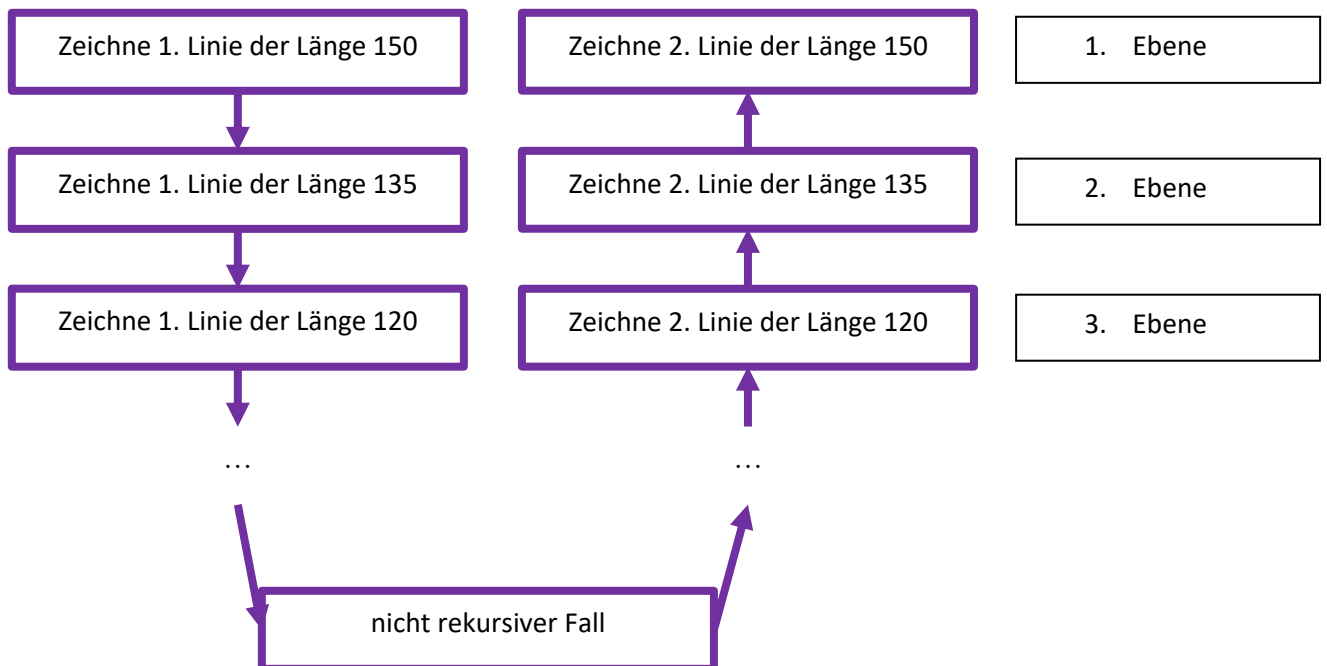 Zeichne 1. Linie der Länge 150
Zeichne 2. Linie der Länge 150
1. Ebene
Zeichne 1. Linie der Länge 135
Zeichne 2. Linie der Länge 135
2. Ebene
Zeichne 1. Linie der Länge 120
Zeichne 2. Linie der Länge 120
3. Ebene
…
…
nicht rekursiver Fall